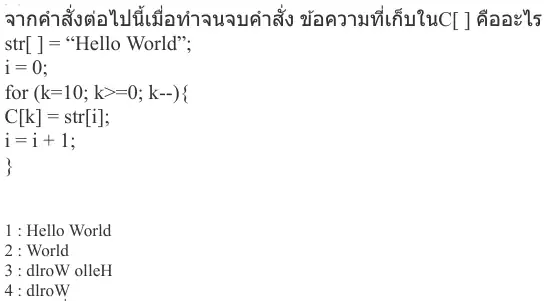 จากคำสั่งต่อไปนี้เมื่อทำจนจบคำสั่ง ข้อความที่เก็บในC[ ] คืออะไร
str[ ] = “Hello World”;
i = 0;
for (k=10; k>=0; k--){
C[k] = str[i];
i = i + 1;
}
1 : Hello World
2 : World
3 : dlroW olleH
4 : dlroW